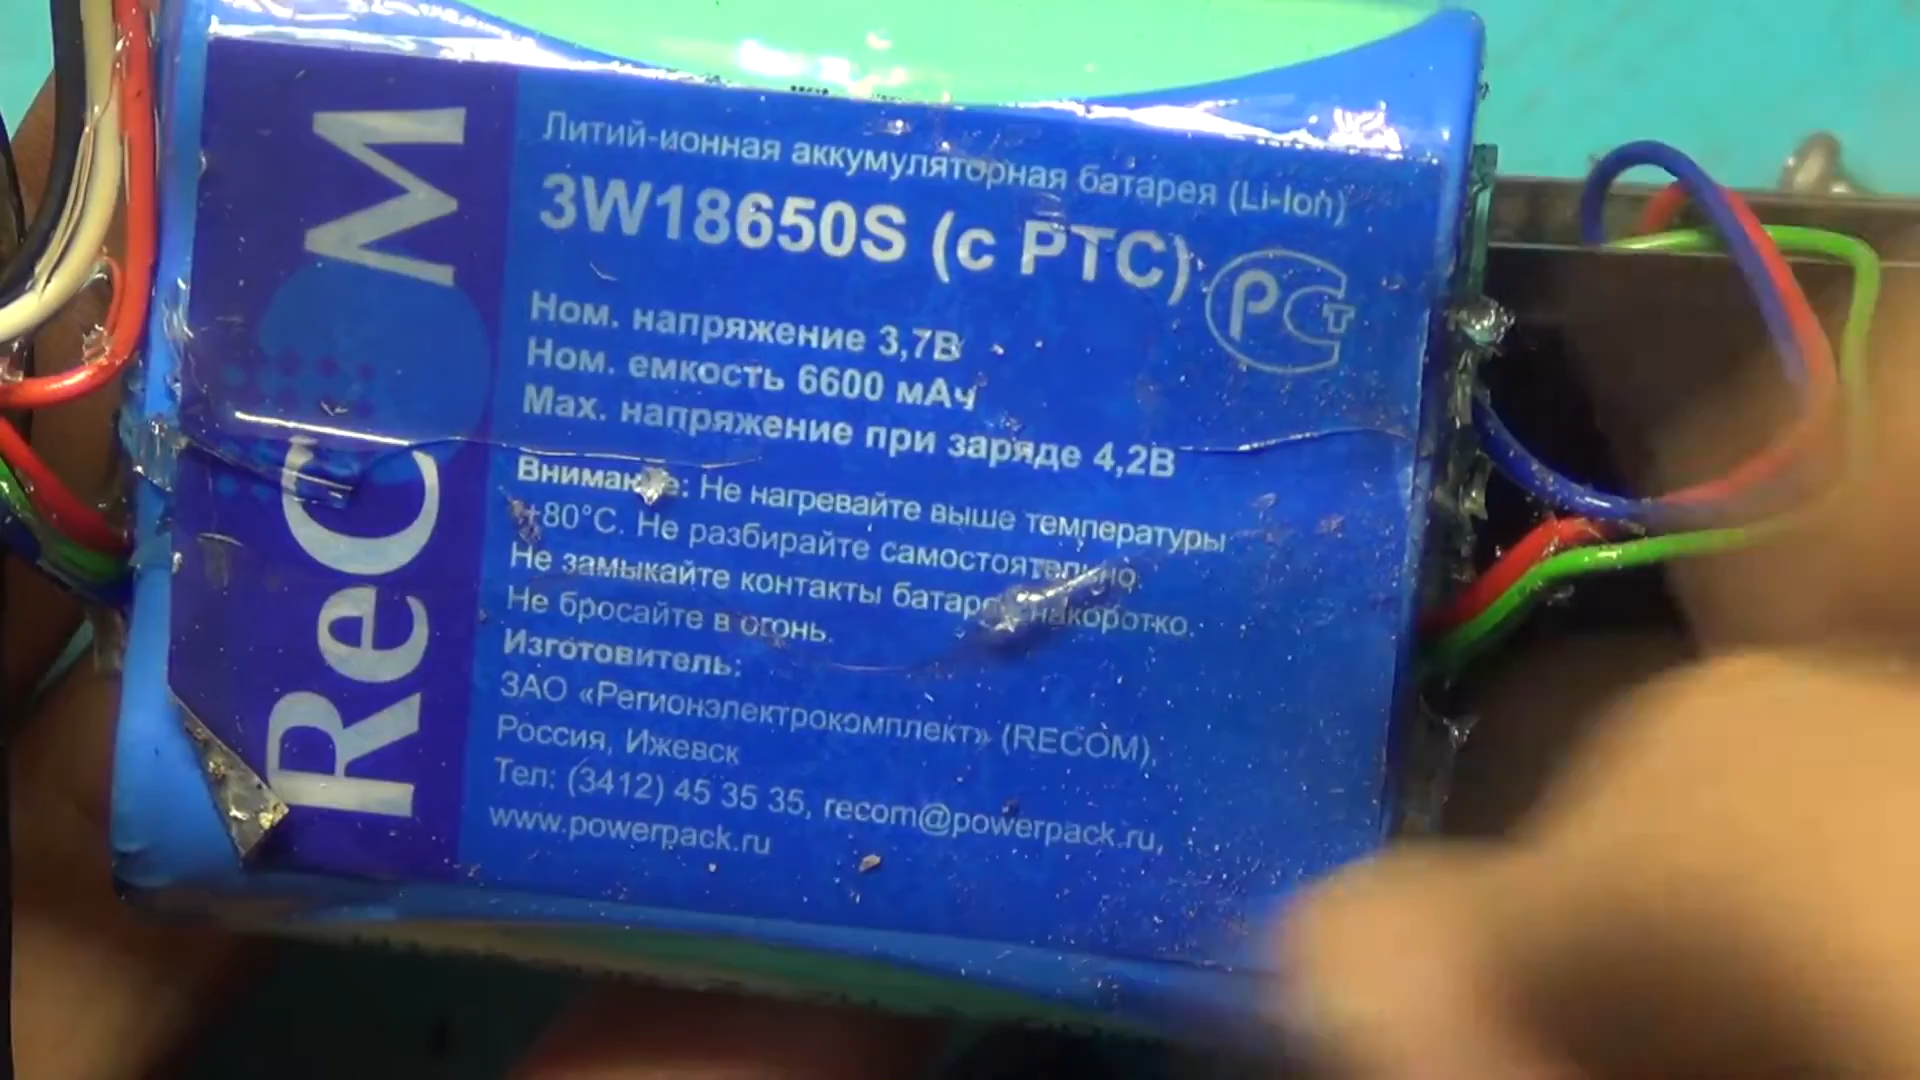 ReCOM
Литий-ионная аккумуляторная батарея (Li-Ion)
3W18650S (с PTC)
РСТ
Ном. напряжение 3,7В
Ном. емкость 6600 мАч
Мах. напряжение при заряде 4,2В
Внимание: Не нагревайте выше температуры
+80°С. Не разбирайте самостоятельно.
Не замыкайте контакты батареи накоротко.
Не бросайте в огонь.
Изготовитель:
ЗАО «Регионэлектрокомплект» (RECOM),
Россия, Ижевск
Тел: (3412) 45 35 35, recom@powerpack.ru,
www.powerpack.ru